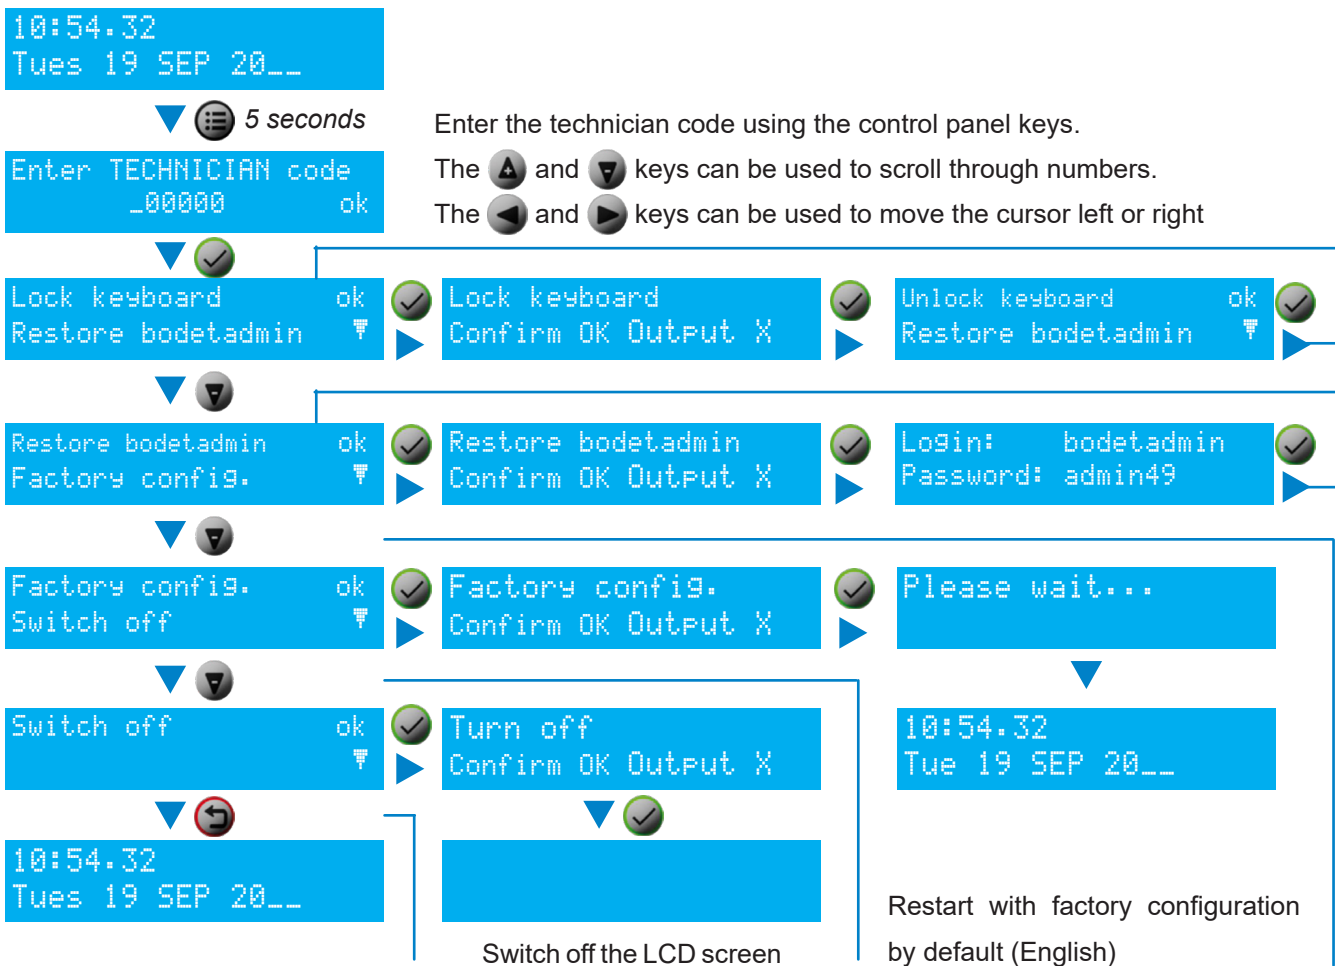 10:54.32
Tues 19 SEP 20__
5 seconds
Enter the technician code using the control panel keys.
The and keys can be used to scroll through numbers.
The and keys can be used to move the cursor left or right
Enter TECHNICIAN code
_00000 ok
Lock keyboard ok
Restore bodetadmin
Lock keyboard
Confirm OK Output X
Unlock keyboard ok
Restore bodetadmin
Restore bodetadmin ok
Factory config.
Restore bodetadmin
Confirm OK Output X
Login: bodetadmin
Password: admin49
Factory config. ok
Switch off
Factory config.
Confirm OK Output X
Please wait...
Switch off ok
Turn off
Confirm OK Output X
10:54.32
Tue 19 SEP 20__
10:54.32
Tues 19 SEP 20__
Switch off the LCD screen
Restart with factory configuration
by default (English)